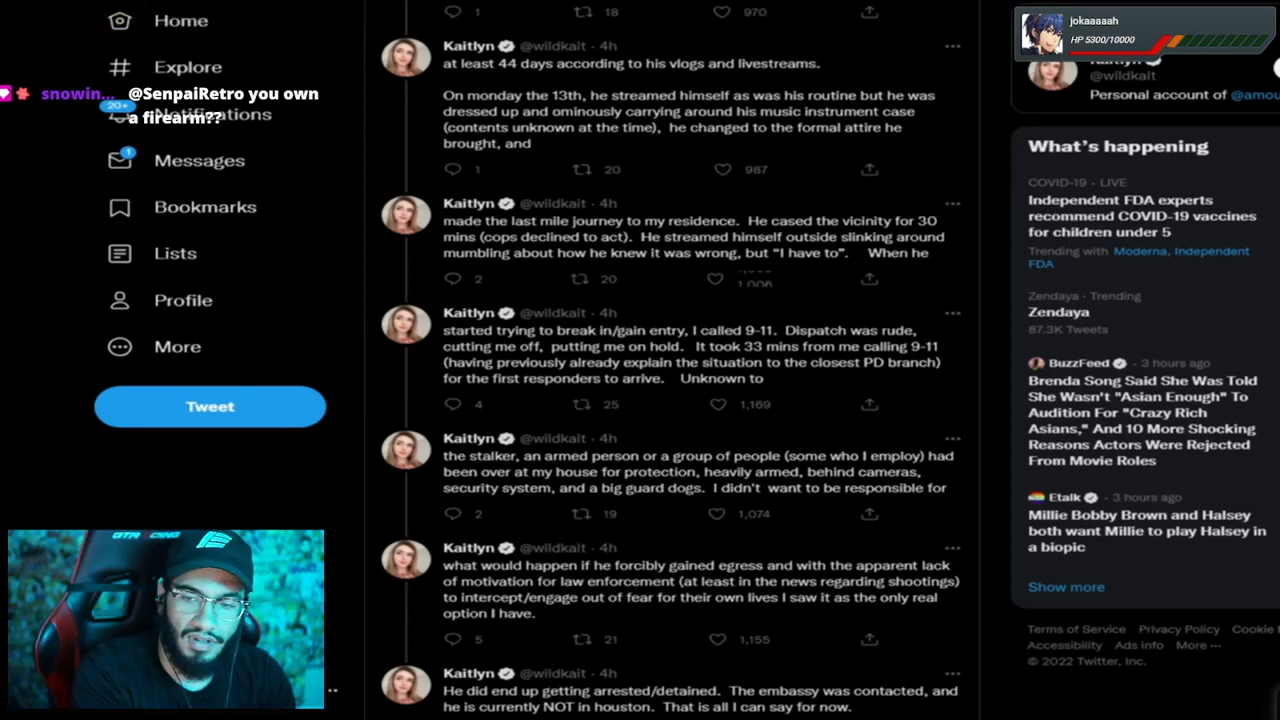 Home
Explore
Notifications
Messages
Bookmarks
Lists
Profile
More
Tweet
20+
1
snowin... @SenpaiRetro you own
a firearm??
1 18 970
Kaitlyn @wildkait · 4h
at least 44 days according to his vlogs and livestreams.
On monday the 13th, he streamed himself as was his routine but he was
dressed up and ominously carrying around his music instrument case
(contents unknown at the time), he changed to the formal attire he
brought, and
1 20 987
Kaitlyn @wildkait · 4h
made the last mile journey to my residence. He cased the vicinity for 30
mins (cops declined to act). He streamed himself outside slinking around
mumbling about how he knew it was wrong, but “I have to”. When he
2 20 1,006
Kaitlyn @wildkait · 4h
started trying to break in/gain entry, I called 9-11. Dispatch was rude,
cutting me off, putting me on hold. It took 33 mins from me calling 9-11
(having previously already explain the situation to the closest PD branch)
for the first responders to arrive. Unknown to
4 25 1,169
Kaitlyn @wildkait · 4h
the stalker, an armed person or a group of people (some who I employ) had
been over at my house for protection, heavily armed, behind cameras,
security system, and a big guard dogs. I didn't want to be responsible for
2 19 1,074
Kaitlyn @wildkait · 4h
what would happen if he forcibly gained egress and with the apparent lack
of motivation for law enforcement (at least in the news regarding shootings)
to intercept/engage out of fear for their own lives I saw it as the only real
option I have.
5 21 1,155
Kaitlyn @wildkait · 4h
He did end up getting arrested/detained. The embassy was contacted, and
he is currently NOT in houston. That is all I can say for now.
jokaaaaah
HP 5300/10000
Kaitlyn
@wildkait
Personal account of @amou
What's happening
COVID-19 · LIVE
Independent FDA experts
recommend COVID-19 vaccines
for children under 5
Trending with Moderna, Independent
FDA
Zendaya · Trending
Zendaya
87.3K Tweets
BuzzFeed · 3 hours ago
Brenda Song Said She Was Told
She Wasn't "Asian Enough" To
Audition For "Crazy Rich
Asians," And 10 More Shocking
Reasons Actors Were Rejected
From Movie Roles
Etalk · 3 hours ago
Millie Bobby Brown and Halsey
both want Millie to play Halsey in
a biopic
Show more
Terms of Service Privacy Policy Cookie
Accessibility Ads info More ···
© 2022 Twitter, Inc.